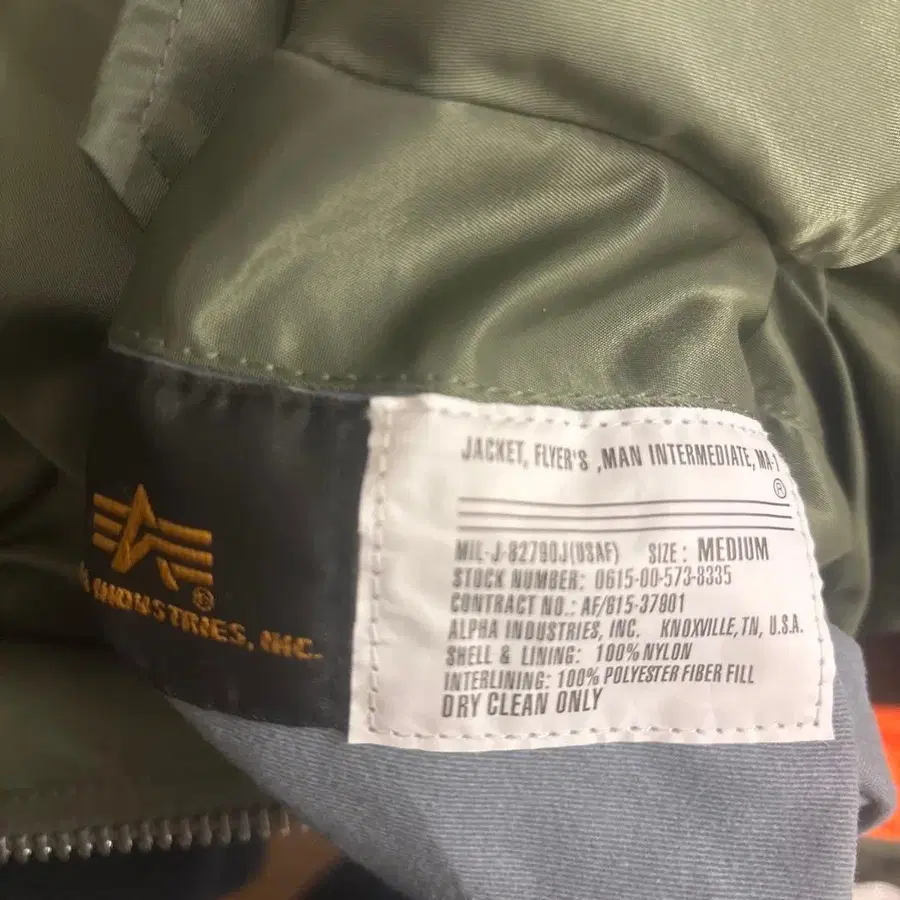 INDUSTRIES, INC.
®
JACKET, FLYER'S ,MAN INTERMEDIATE, MA-1
®
MIL-J-82790J(USAF) SIZE: MEDIUM
STOCK NUMBER: 0615-00-573-8335
CONTRACT NO.: AF/815-37801
ALPHA INDUSTRIES, INC. KNOXVILLE, TN, U.S.A.
SHELL & LINING: 100% NYLON
INTERLINING: 100% POLYESTER FIBER FILL
DRY CLEAN ONLY